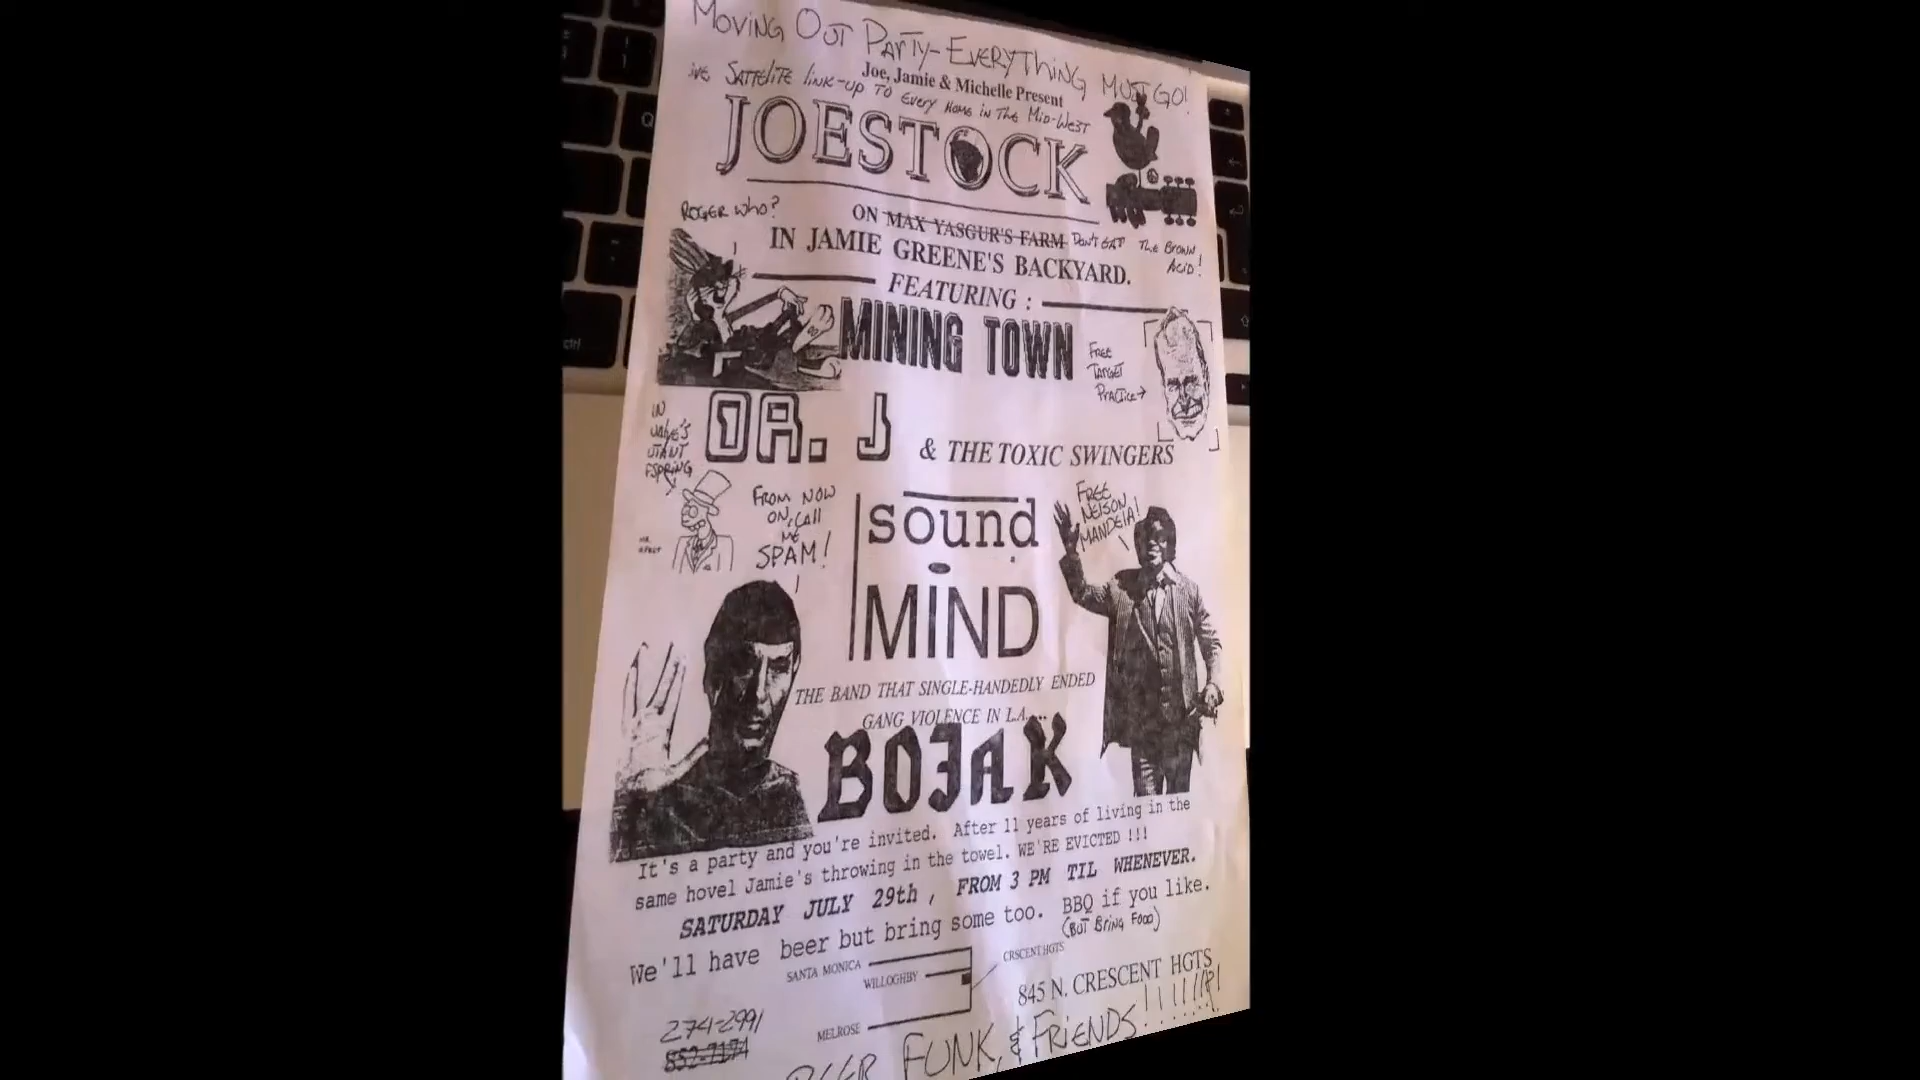 MOVING OUT PARTY-EVERYTHING MUST GO!
Joe, Jamie & Michelle Present
SATTELITE LINK-UP TO EVERY HOME IN THE MID-WEST
JOESTOCK
ROGER WHO?
ON MAX YASGUR'S FARM
DON'T EAT THE BROWN
ACID!
IN JAMIE GREENE'S BACKYARD.
FEATURING :
MINING TOWN
FREE
TARGET
PRACTICE
DR. J & THE TOXIC SWINGERS
IN
FROM NOW
ON, CALL
ME
SPAM!
sound
MIND
FREE
NELSON
MANDELA!
THE BAND THAT SINGLE-HANDEDLY ENDED
GANG VIOLENCE IN L.A....
BOJAK
It's a party and you're invited. After 11 years of living in the
same hovel Jamie's throwing in the towel. WE'RE EVICTED !!!
SATURDAY JULY 29th , FROM 3 PM TIL WHENEVER.
We'll have beer but bring some too. BBQ if you like.
(BUT BRING FOOD)
SANTA MONICA
WILLOGHBY
CRSCENT HGTS
MELROSE
845 N. CRESCENT HGTS
274-2991
852-7174
FUNK, & FRIENDS!!!!!!!?!